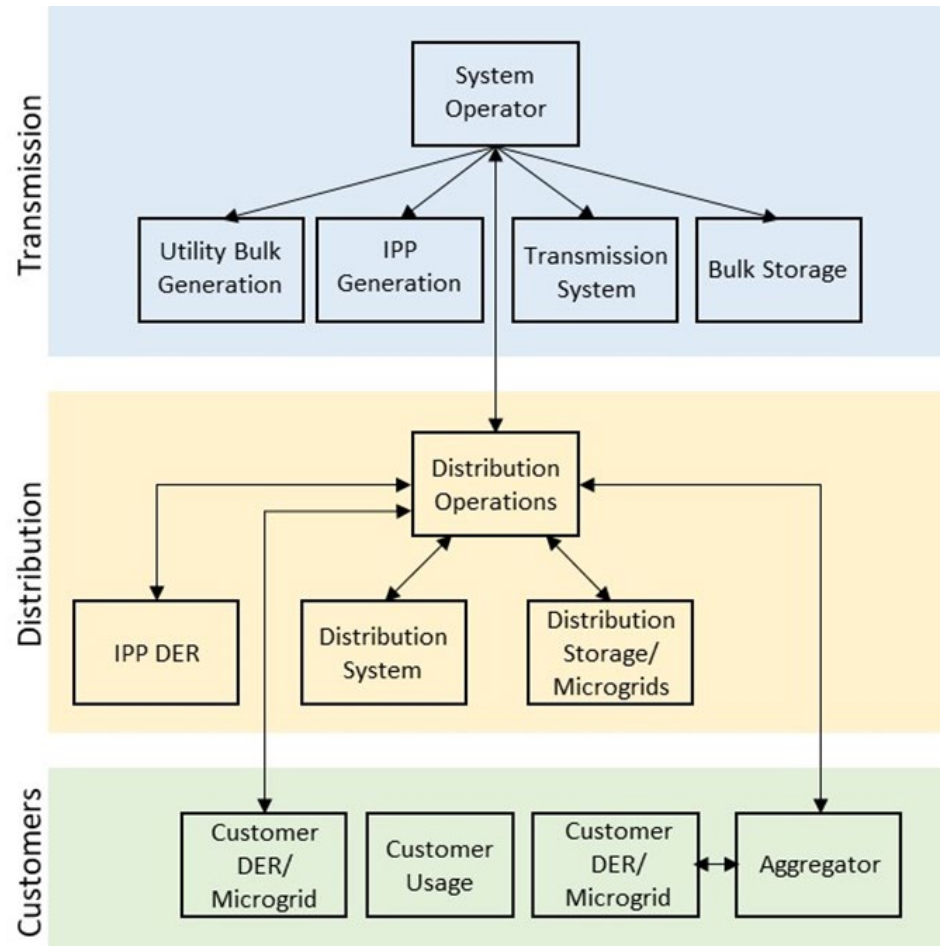 Transmission
System
Operator
Utility Bulk
Generation
IPP
Generation
Transmission
System
Bulk Storage
Distribution
Distribution
Operations
IPP DER
Distribution
System
Distribution
Storage/
Microgrids
Customers
Customer
DER/
Microgrid
Customer
Usage
Customer
DER/
Microgrid
Aggregator